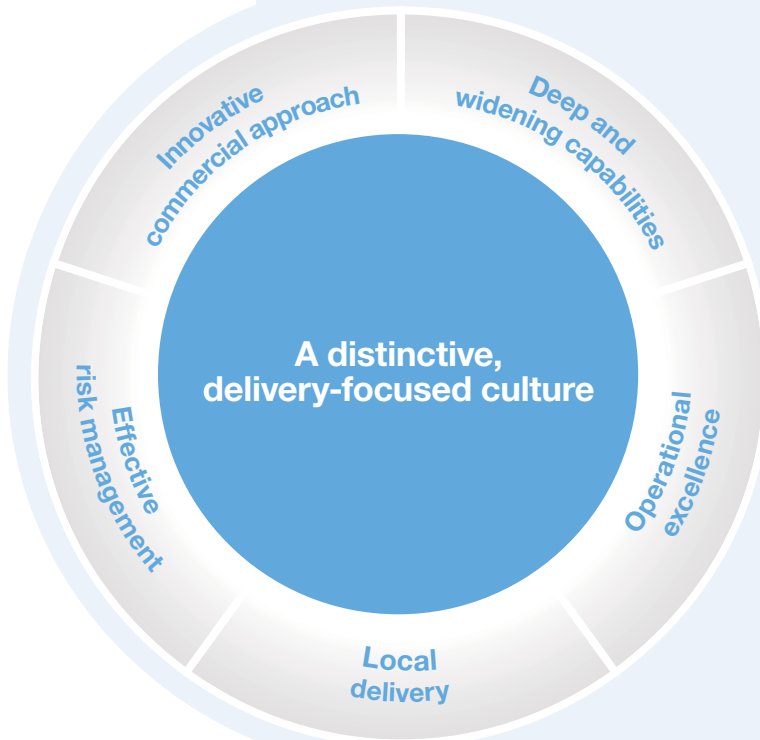 Innovative
commercial approach
Deep and
widening capabilities
A distinctive,
delivery-focused culture
Effective
risk management
Operational
excellence
Local
delivery